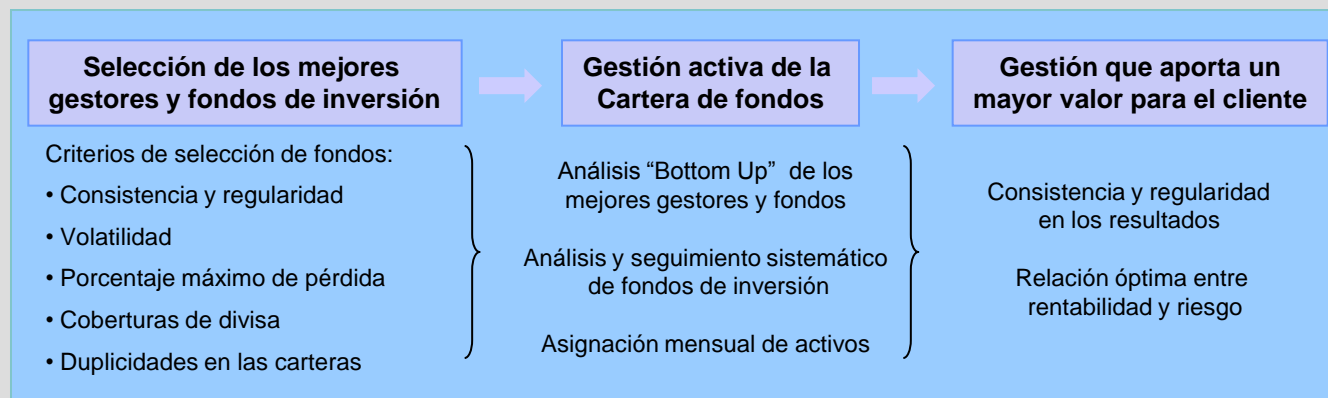 Selección de los mejores
gestores y fondos de inversión
Gestión activa de la
Cartera de fondos
Gestión que aporta un
mayor valor para el cliente
Criterios de selección de fondos:
• Consistencia y regularidad
• Volatilidad
• Porcentaje máximo de pérdida
• Coberturas de divisa
• Duplicidades en las carteras
Análisis “Bottom Up” de los
mejores gestores y fondos
Análisis y seguimiento sistemático
de fondos de inversión
Asignación mensual de activos
Consistencia y regularidad
en los resultados
Relación óptima entre
rentabilidad y riesgo